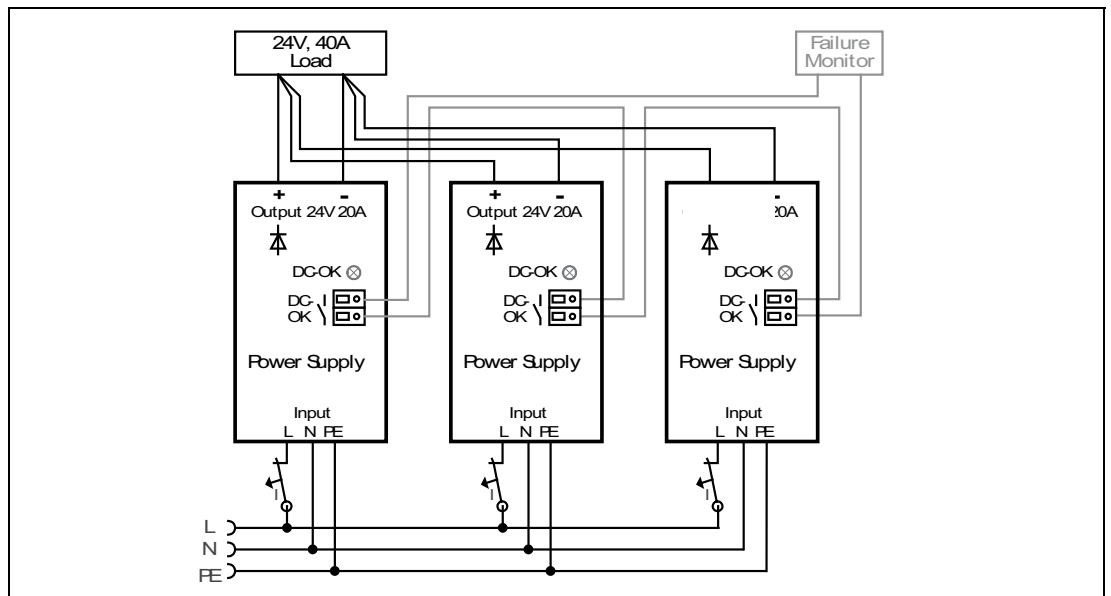 24V, 40A
Load
Failure
Monitor
+ -
Output 24V 20A
DC-OK
DC-
OK
Power Supply
Input
L N PE
I
+ -
Output 24V 20A
DC-OK
DC-
OK
Power Supply
Input
L N PE
I
-
20A
DC-OK
DC-
OK
Power Supply
Input
L N PE
I
L
N
PE